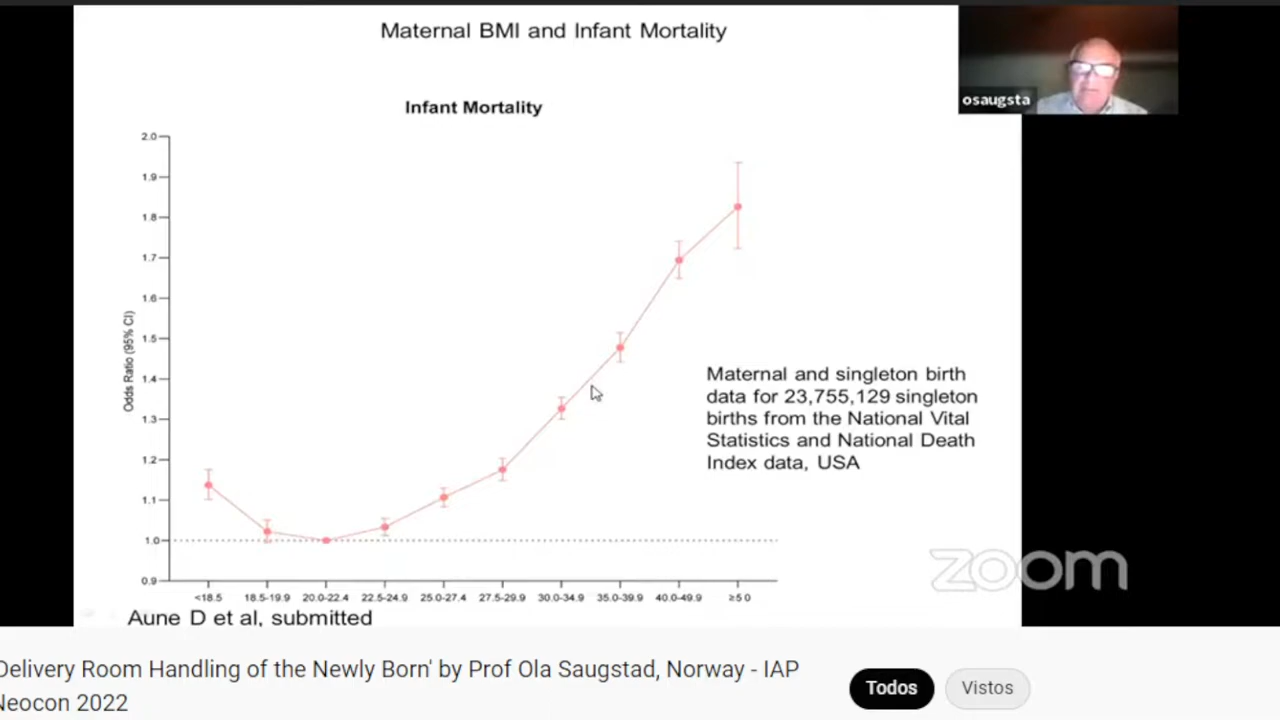 Maternal BMI and Infant Mortality
osaugsta
Infant Mortality
2.0
1.9
1.8
1.7
1.6
1.5
1.4
1.3
1.2
1.1
1.0
0.9
Odds Ratio (95% CI)
<18.5 18.5-19.9 20.0-22.4 22.5-24.9 25.0-27.4 27.5-29.9 30.0-34.9 35.0-39.9 40.0-49.9 ≥50
Maternal and singleton birth
data for 23,755,129 singleton
births from the National Vital
Statistics and National Death
Index data, USA
zoom
Aune D et al, submitted
Delivery Room Handling of the Newly Born' by Prof Ola Saugstad, Norway - IAP
Neocon 2022
Todos
Vistos